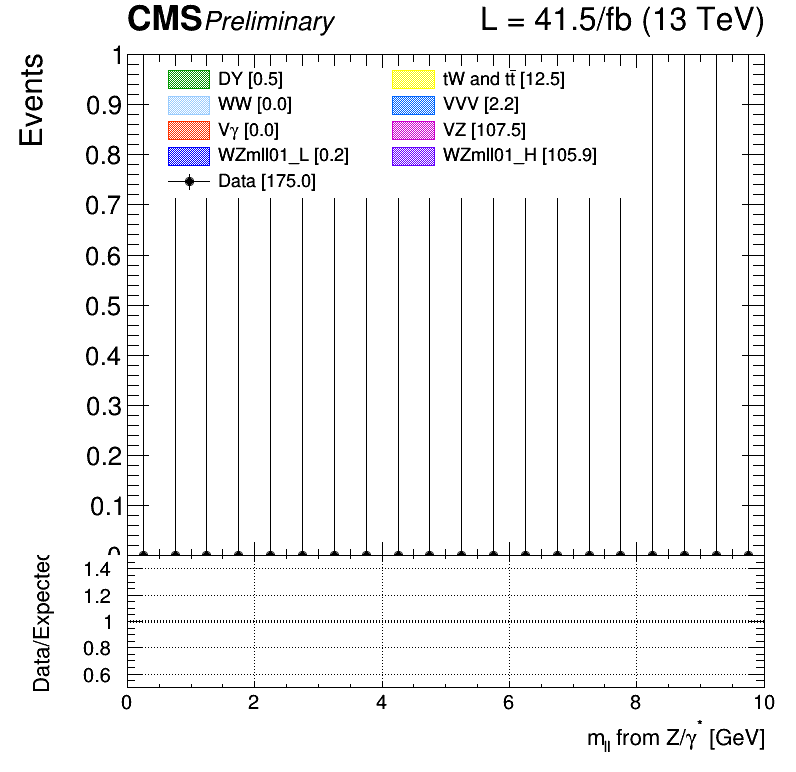 CMS Preliminary L = 41.5/fb (13 TeV)
Events
1
0.9
0.8
0.7
0.6
0.5
0.4
0.3
0.2
0.1
0
DY [0.5]
tW and tt̄ [12.5]
WW [0.0]
VVV [2.2]
Vγ [0.0]
VZ [107.5]
WZmll01_L [0.2]
WZmll01_H [105.9]
Data [175.0]
Data/Expected
1.4
1.2
1
0.8
0.6
0 2 4 6 8 10
m_ll from Z/γ* [GeV]